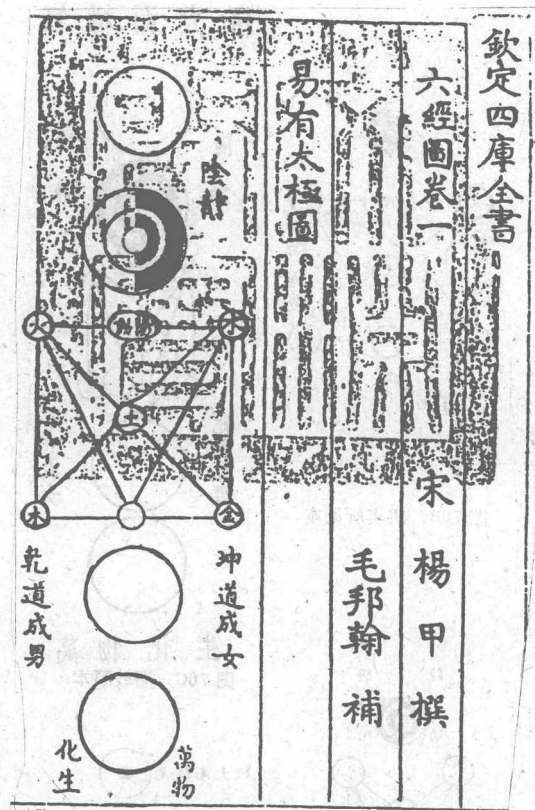 欽定四庫全書
六經圖卷一
宋 楊甲撰
毛邦翰補
易有太極圖
陰靜
火
水
土
木
金
坤道成女
乾道成男
萬物
化生